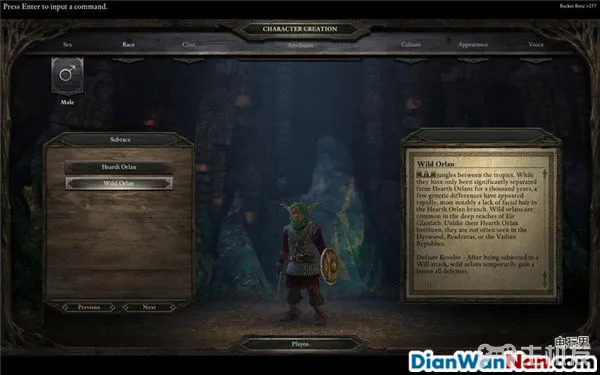 Press Enter to input a command.
Backer Beta: v257
CHARACTER CREATION
Sex
Race
Class
Attributes
Culture
Appearance
Voice
Male
Subrace
Hearth Orlan
Wild Orlan
Previous
Next
Wild Orlan
jungles between the tropics. While
they have only been significantly separated
from Hearth Orlans for a thousand years, a
few genetic differences have appeared
rapidly, most notably a lack of facial hair in
the Hearth Orlan branch. Wild orlans are
common in the deep reaches of Eir
Glanfath. Unlike their Hearth Orlan
brethren, they are not often seen in the
Dyrwood, Readceras, or the Vailian
Republics.
Defiant Resolve - After being subjected to a
Will attack, wild orlans temporarily gain a
bonus all defenses.
Player
电玩男
DianWanNan.com